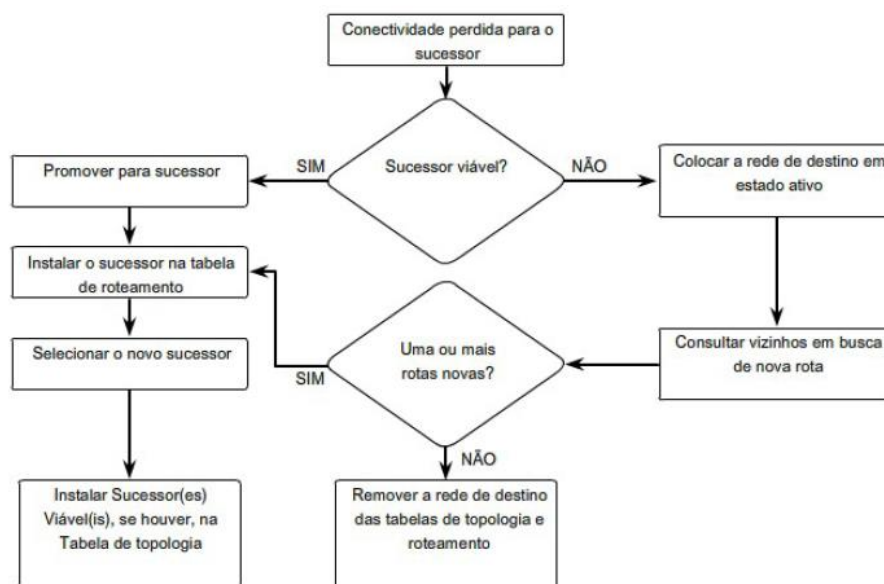 Conectividade perdida para o
sucessor
Sucessor viável?
SIM
NÃO
Promover para sucessor
Colocar a rede de destino em
estado ativo
Instalar o sucessor na tabela
de roteamento
Selecionar o novo sucessor
Uma ou mais
rotas novas?
SIM
Consultar vizinhos em busca
de nova rota
NÃO
Instalar Sucessor(es)
Viável(is), se houver, na
Tabela de topologia
Remover a rede de destino
das tabelas de topologia e
roteamento